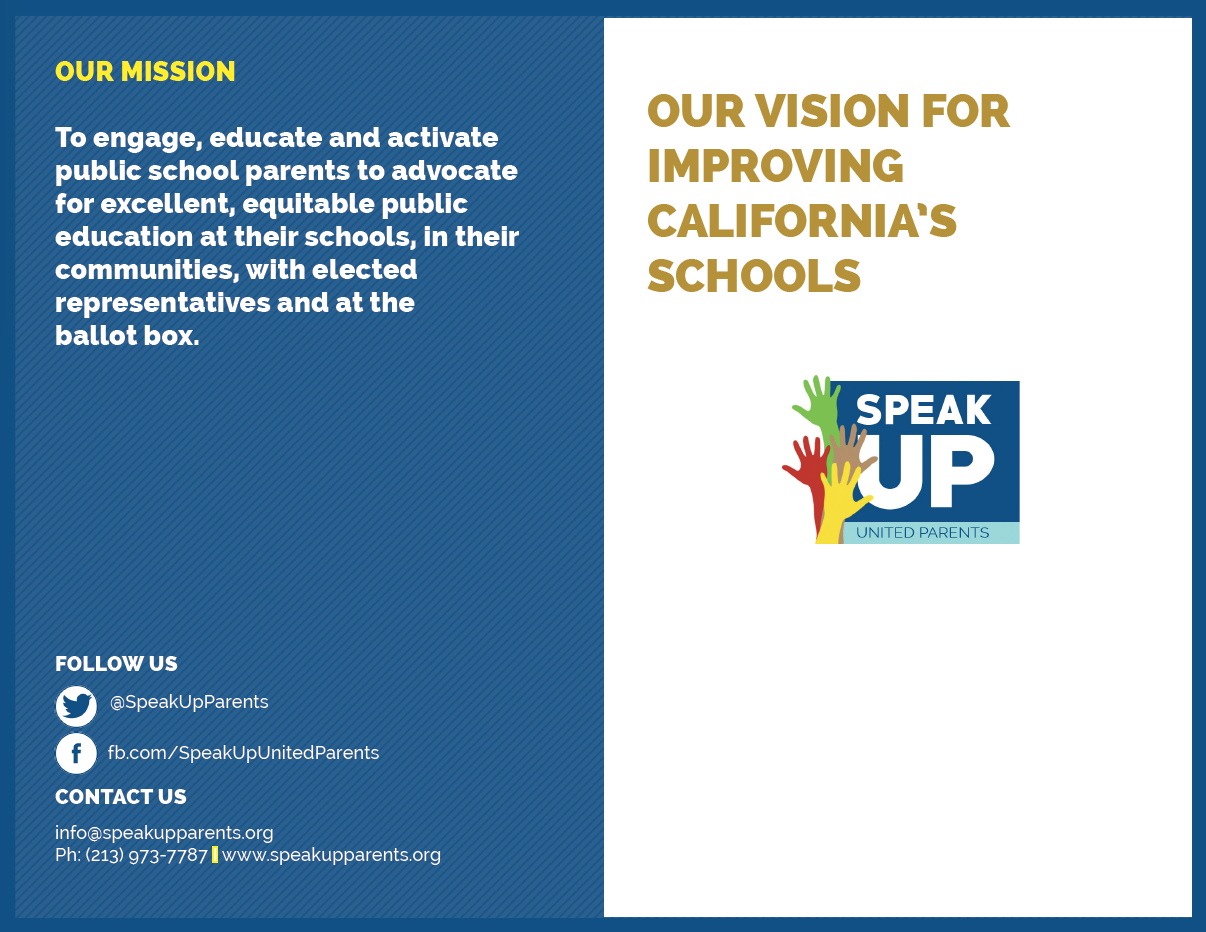 OUR MISSION
To engage, educate and activate
public school parents to advocate
for excellent, equitable public
education at their schools, in their
communities, with elected
representatives and at the
ballot box.
FOLLOW US
@SpeakUpParents
fb.com/SpeakUpUnitedParents
CONTACT US
info@speakupparents.org
Ph: (213) 973-7787 | www.speakupparents.org
OUR VISION FOR
IMPROVING
CALIFORNIA’S
SCHOOLS
SPEAK
UP
UNITED PARENTS